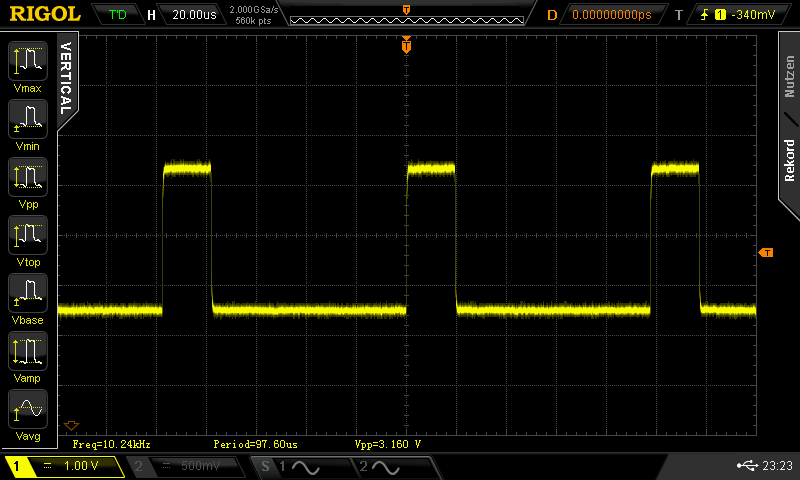 RIGOL T'D H 20.00us 2.000GSa/s 560k pts D 0.00000000ps T 1 -340mV
T
VERTICAL
Vmax
Vmin
Vpp
Vtop
Vbase
Vamp
Vavg
Nutzen
Rekord
T
T
Freq=10.24kHz Period=97.60us Vpp=3.160 V
1 1.00 V 2 500mV S 1 2 23:23